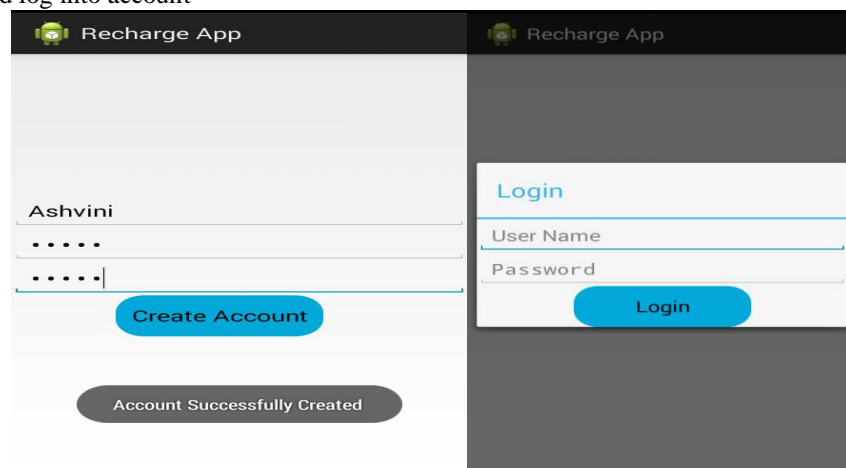 log into account
Recharge App
Ashvini
•••••
•••••
Create Account
Account Successfully Created
Recharge App
Login
User Name
Password
Login